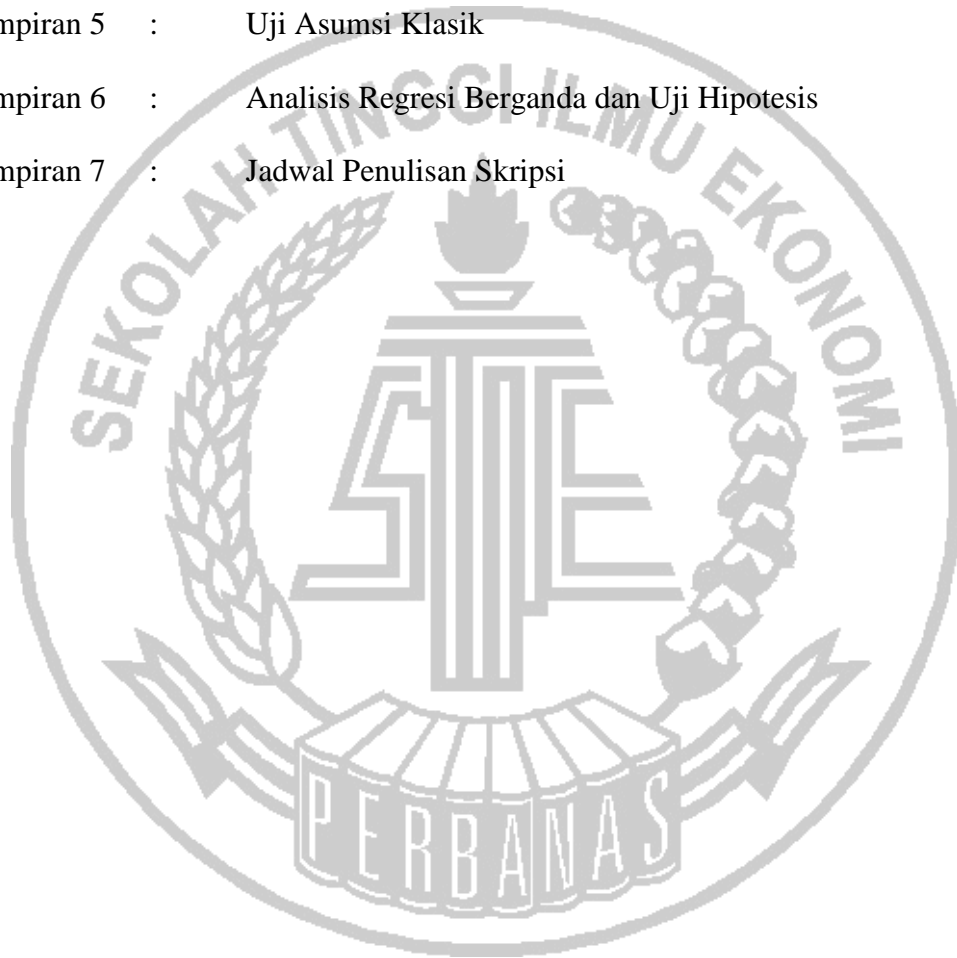 mpiran 5 : Uji Asumsi Klasik
mpiran 6 : Analisis Regresi Berganda dan Uji Hipotesis
mpiran 7 : Jadwal Penulisan Skripsi
SEKOLAH TINGGI ILMU EKONOMI
STIE
PERBANAS